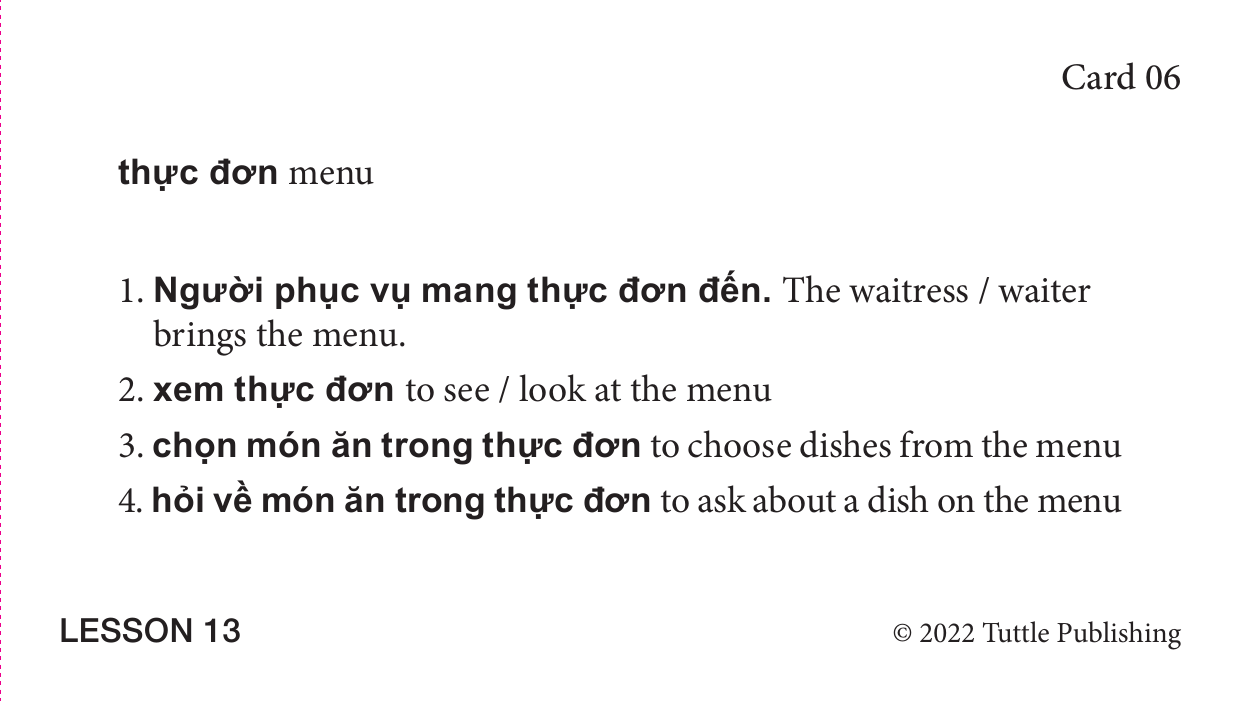 Card 06
thực đơn menu
1. Người phục vụ mang thực đơn đến. The waitress / waiter
brings the menu.
2. xem thực đơn to see / look at the menu
3. chọn món ăn trong thực đơn to choose dishes from the menu
4. hỏi về món ăn trong thực đơn to ask about a dish on the menu
LESSON 13
© 2022 Tuttle Publishing